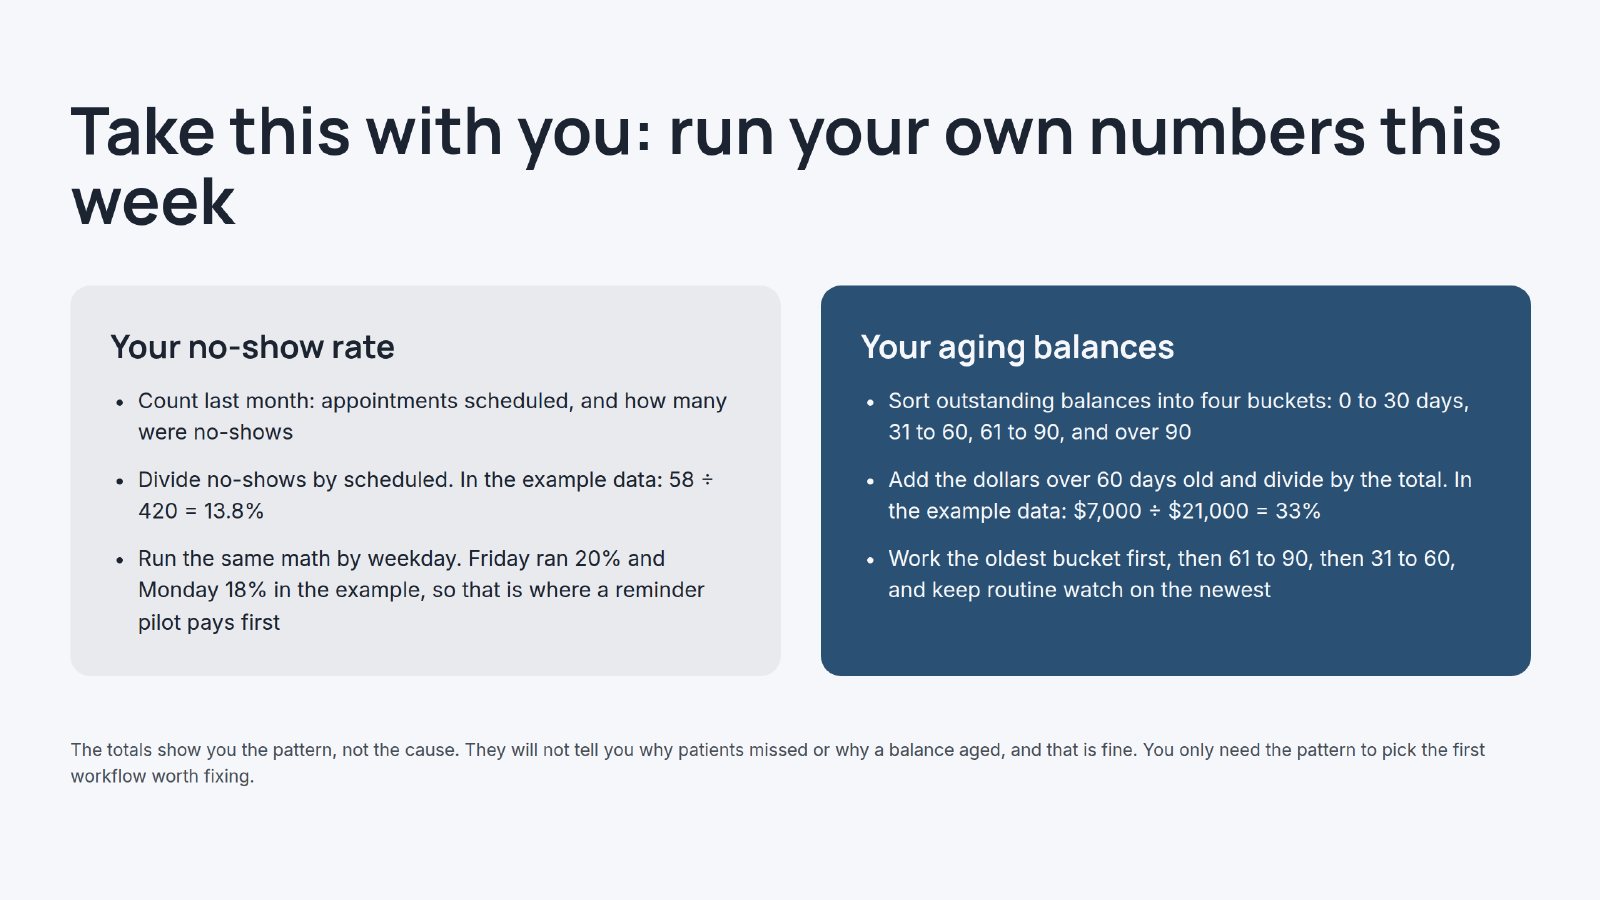 Take this with you: run your own numbers this
week
Your no-show rate
• Count last month: appointments scheduled, and how many
were no-shows
• Divide no-shows by scheduled. In the example data: 58 ÷
420 = 13.8%
• Run the same math by weekday. Friday ran 20% and
Monday 18% in the example, so that is where a reminder
pilot pays first
Your aging balances
• Sort outstanding balances into four buckets: 0 to 30 days,
31 to 60, 61 to 90, and over 90
• Add the dollars over 60 days old and divide by the total. In
the example data: $7,000 ÷ $21,000 = 33%
• Work the oldest bucket first, then 61 to 90, then 31 to 60,
and keep routine watch on the newest
The totals show you the pattern, not the cause. They will not tell you why patients missed or why a balance aged, and that is fine. You only need the pattern to pick the first
workflow worth fixing.